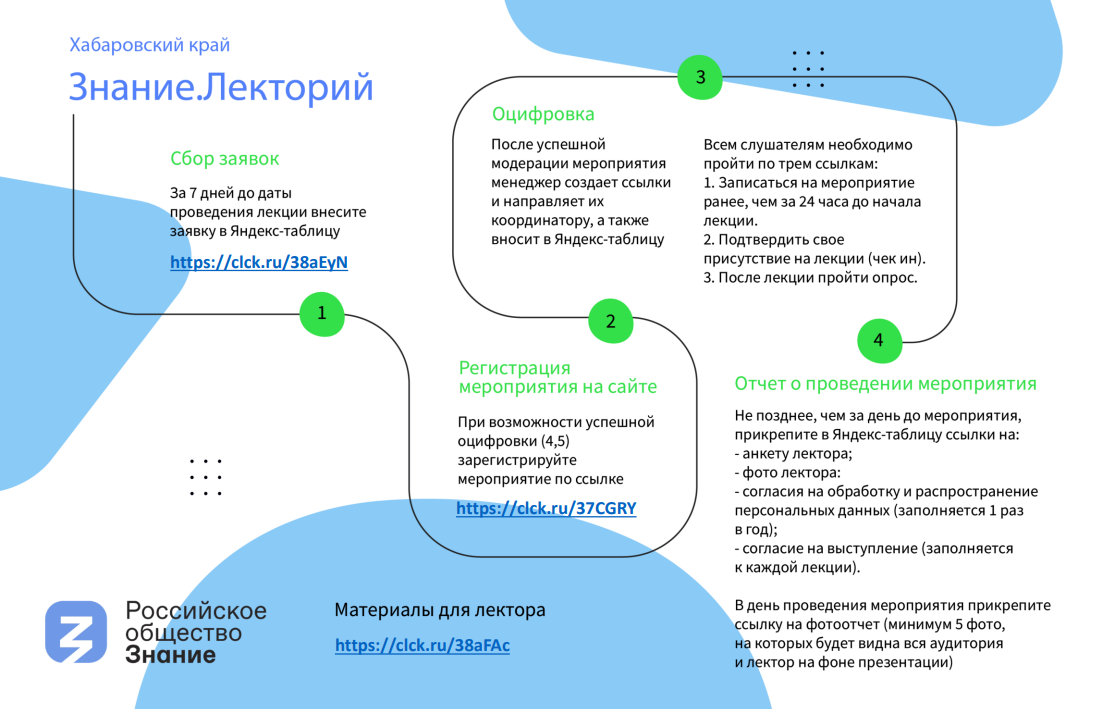 Хабаровский край
Знание.Лекторий
Сбор заявок
За 7 дней до даты
проведения лекции внесите
заявку в Яндекс-таблицу
https://clck.ru/38aEyN
1
Регистрация
мероприятия на сайте
При возможности успешной
оцифровки (4,5)
зарегистрируйте
мероприятие по ссылке
https://clck.ru/37CGRY
2
Оцифровка
После успешной
модерации мероприятия
менеджер создает ссылки
и направляет их
координатору, а также
вносит в Яндекс-таблицу
3
Всем слушателям необходимо
пройти по трем ссылкам:
1. Записаться на мероприятие
ранее, чем за 24 часа до начала
лекции.
2. Подтвердить свое
присутствие на лекции (чек ин).
3. После лекции пройти опрос.
4
Отчет о проведении мероприятия
Не позднее, чем за день до мероприятия,
прикрепите в Яндекс-таблицу ссылки на:
- анкету лектора;
- фото лектора:
- согласия на обработку и распространие
персональных данных (заполняется 1 раз
в год);
- согласие на выступление (заполняется
к каждой лекции).
В день проведения мероприятия прикрепите
ссылку на фотоотчет (минимум 5 фото,
на которых будет видна вся аудитория
и лектор на фоне презентации)
Российское
общество
Знание
Материалы для лектора
https://clck.ru/38aFAc